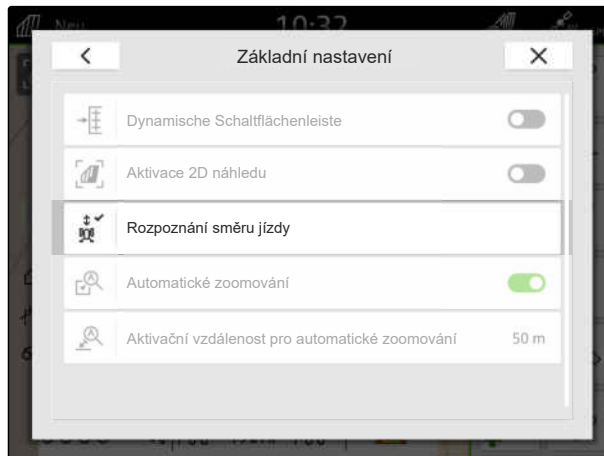 Neu
10:32
Základní nastavení
Dynamische Schaltflächenleiste
Aktivace 2D náhledu
Rozpoznání směru jízdy
Automatické zoomování
Aktivační vzdálenost pro automatické zoomování 50 m